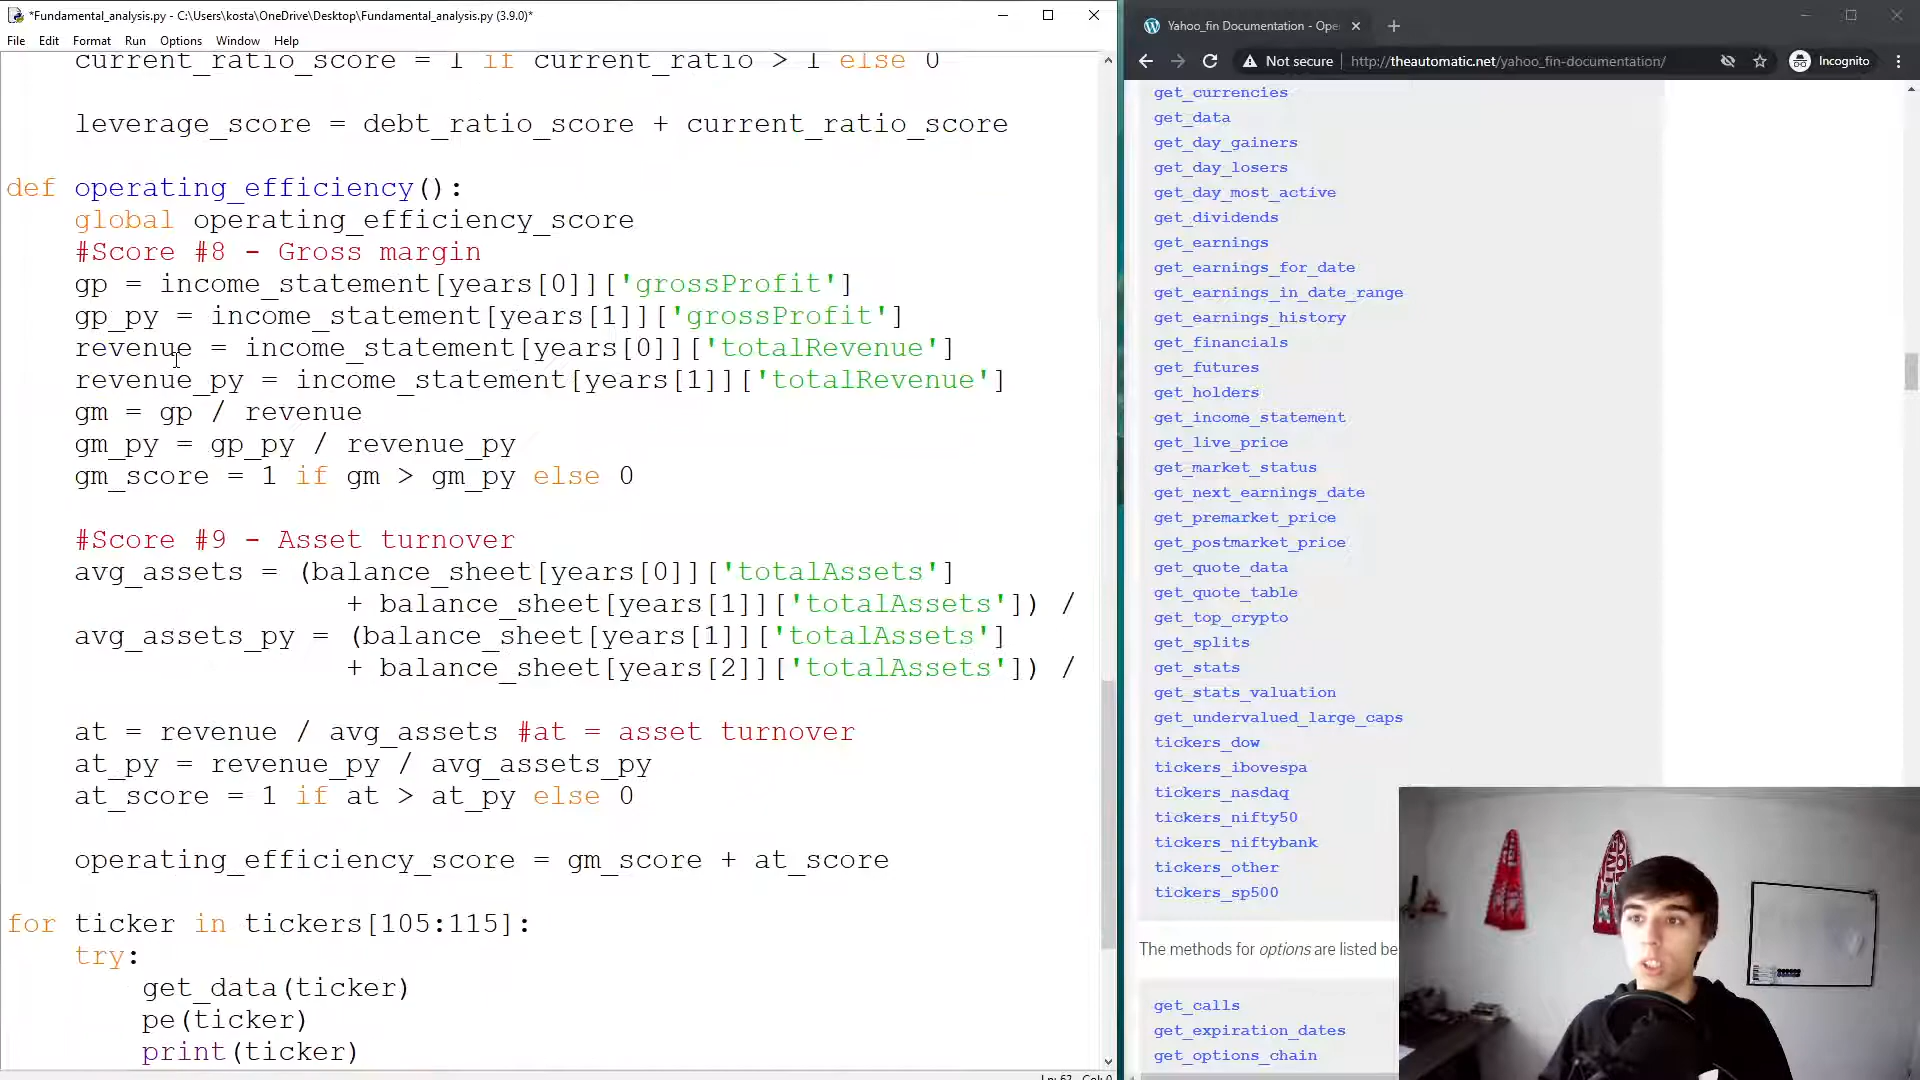 *Fundamental_analysis.py - C:\Users\kosta\OneDrive\Desktop\Fundamental_analysis.py (3.9.0)*
File Edit Format Run Options Window Help
current_ratio_score = 1 if current_ratio > 1 else 0
leverage_score = debt_ratio_score + current_ratio_score
def operating_efficiency():
global operating_efficiency_score
#Score #8 - Gross margin
gp = income_statement[years[0]]['grossProfit']
gp_py = income_statement[years[1]]['grossProfit']
revenue = income_statement[years[0]]['totalRevenue']
revenue_py = income_statement[years[1]]['totalRevenue']
gm = gp / revenue
gm_py = gp_py / revenue_py
gm_score = 1 if gm > gm_py else 0
#Score #9 - Asset turnover
avg_assets = (balance_sheet[years[0]]['totalAssets']
+ balance_sheet[years[1]]['totalAssets']) /
avg_assets_py = (balance_sheet[years[1]]['totalAssets']
+ balance_sheet[years[2]]['totalAssets']) /
at = revenue / avg_assets #at = asset turnover
at_py = revenue_py / avg_assets_py
at_score = 1 if at > at_py else 0
operating_efficiency_score = gm_score + at_score
for ticker in tickers[105:115]:
try:
get_data(ticker)
pe(ticker)
print(ticker)
Yahoo_fin Documentation - Ope
Not secure http://theautomatic.net/yahoo_fin-documentation/ Incognito
get_currencies
get_data
get_day_gainers
get_day_losers
get_day_most_active
get_dividends
get_earnings
get_earnings_for_date
get_earnings_in_date_range
get_earnings_history
get_financials
get_futures
get_holders
get_income_statement
get_live_price
get_market_status
get_next_earnings_date
get_premarket_price
get_postmarket_price
get_quote_data
get_quote_table
get_top_crypto
get_splits
get_stats
get_stats_valuation
get_undervalued_large_caps
tickers_dow
tickers_ibovespa
tickers_nasdaq
tickers_nifty50
tickers_niftybank
tickers_other
tickers_sp500
The methods for options are listed be
get_calls
get_expiration_dates
get_options_chain